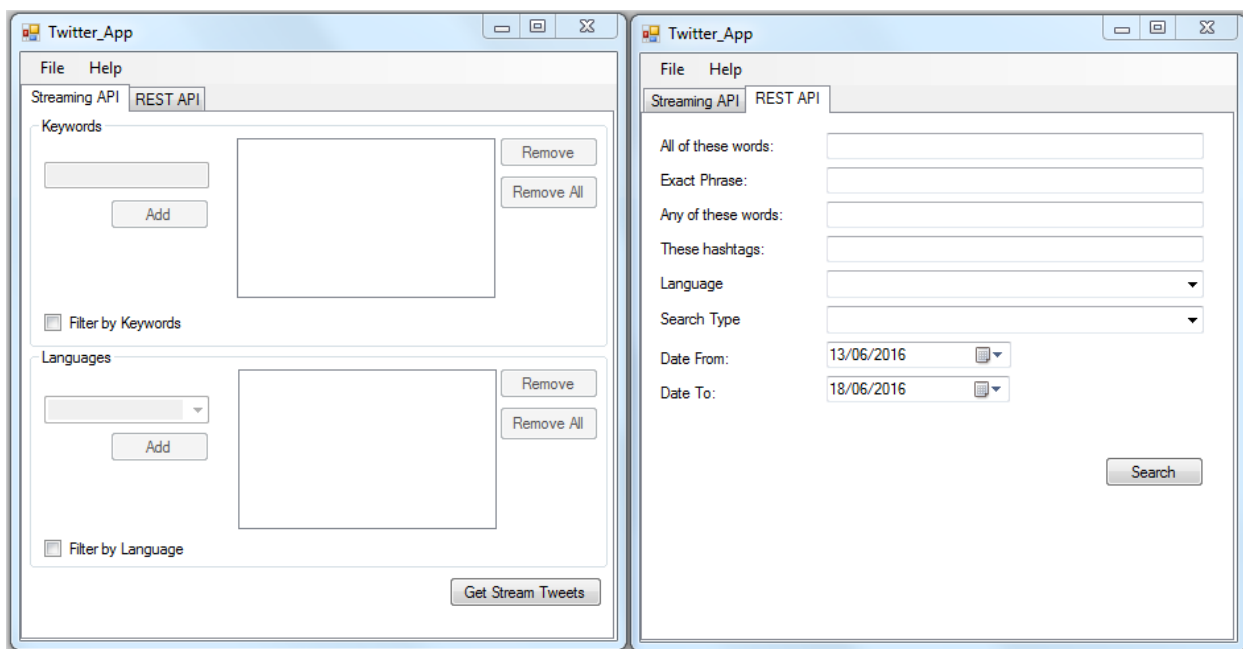 Twitter_App
File Help
Streaming API REST API
Keywords
Remove
Remove All
Add
Filter by Keywords
Languages
Remove
Remove All
Add
Filter by Language
Get Stream Tweets
Twitter_App
File Help
Streaming API REST API
All of these words:
Exact Phrase:
Any of these words:
These hashtags:
Language
Search Type
Date From: 13/06/2016
Date To: 18/06/2016
Search